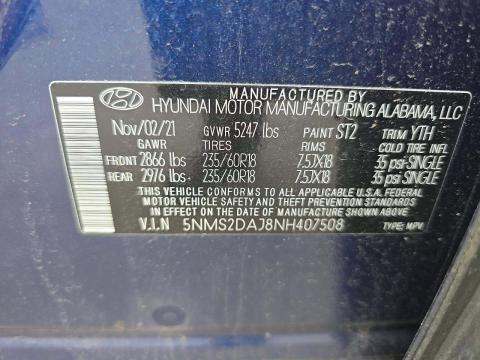 MANUFACTURED BY
HYUNDAI MOTOR MANUFACTURING ALABAMA, LLC
Nov/02/21 GVWR 5247 lbs PAINT ST2 TRIM YTH
GAWR TIRES RIMS COLD TIRE INFL
FRONT 2866 lbs 235/60R18 7.5JX18 35 psi-SINGLE
REAR 2976 lbs 235/60R18 7.5JX18 35 psi-SINGLE
THIS VEHICLE CONFORMS TO ALL APPLICABLE U.S.A. FEDERAL
MOTOR VEHICLE SAFETY AND THEFT PREVENTION STANDARDS
IN EFFECT ON THE DATE OF MANUFACTURE SHOWN ABOVE.
V.I.N 5NMS2DAJ8NH407508 TYPE: MPV